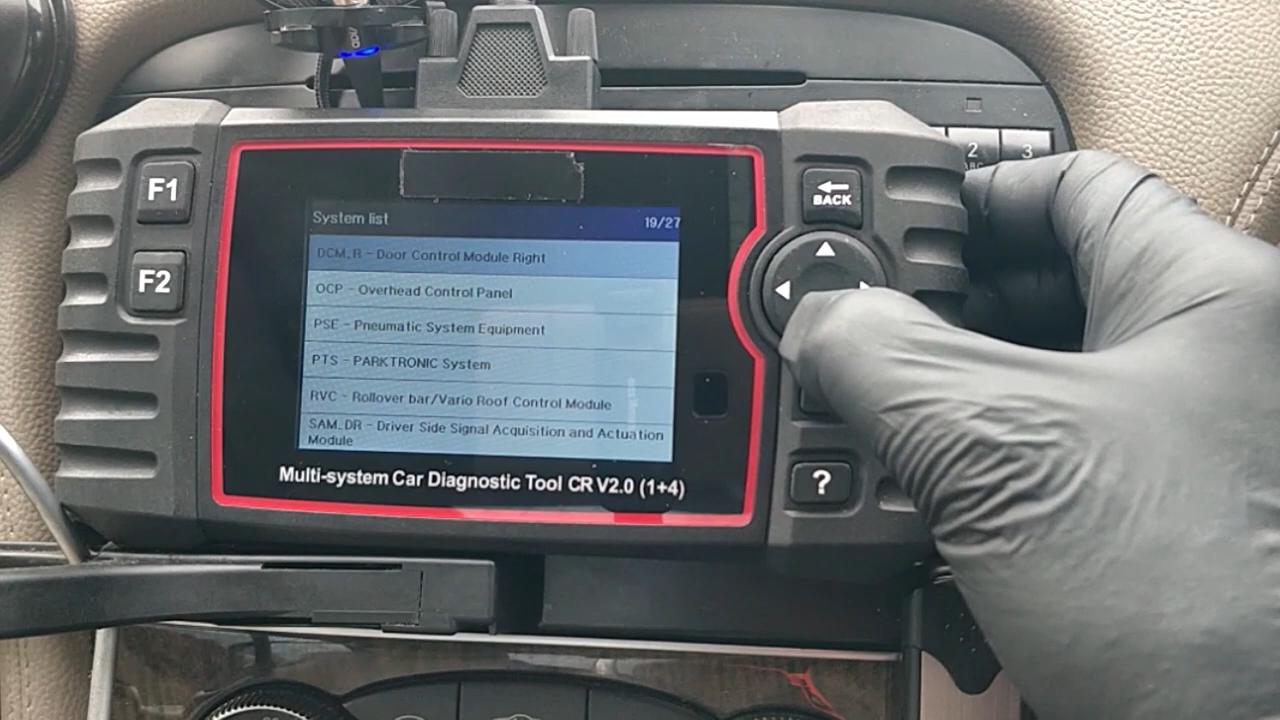 2
3
ABC
F1
F2
BACK
System list
19/27
DCM_R - Door Control Module Right
OCP - Overhead Control Panel
PSE - Pneumatic System Equipment
PTS - PARKTRONIC System
RVC - Rollover bar/Vario Roof Control Module
SAM_DR - Driver Side Signal Acquisition and Actuation
Module
?
Multi-system Car Diagnostic Tool CR V2.0 (1+4)